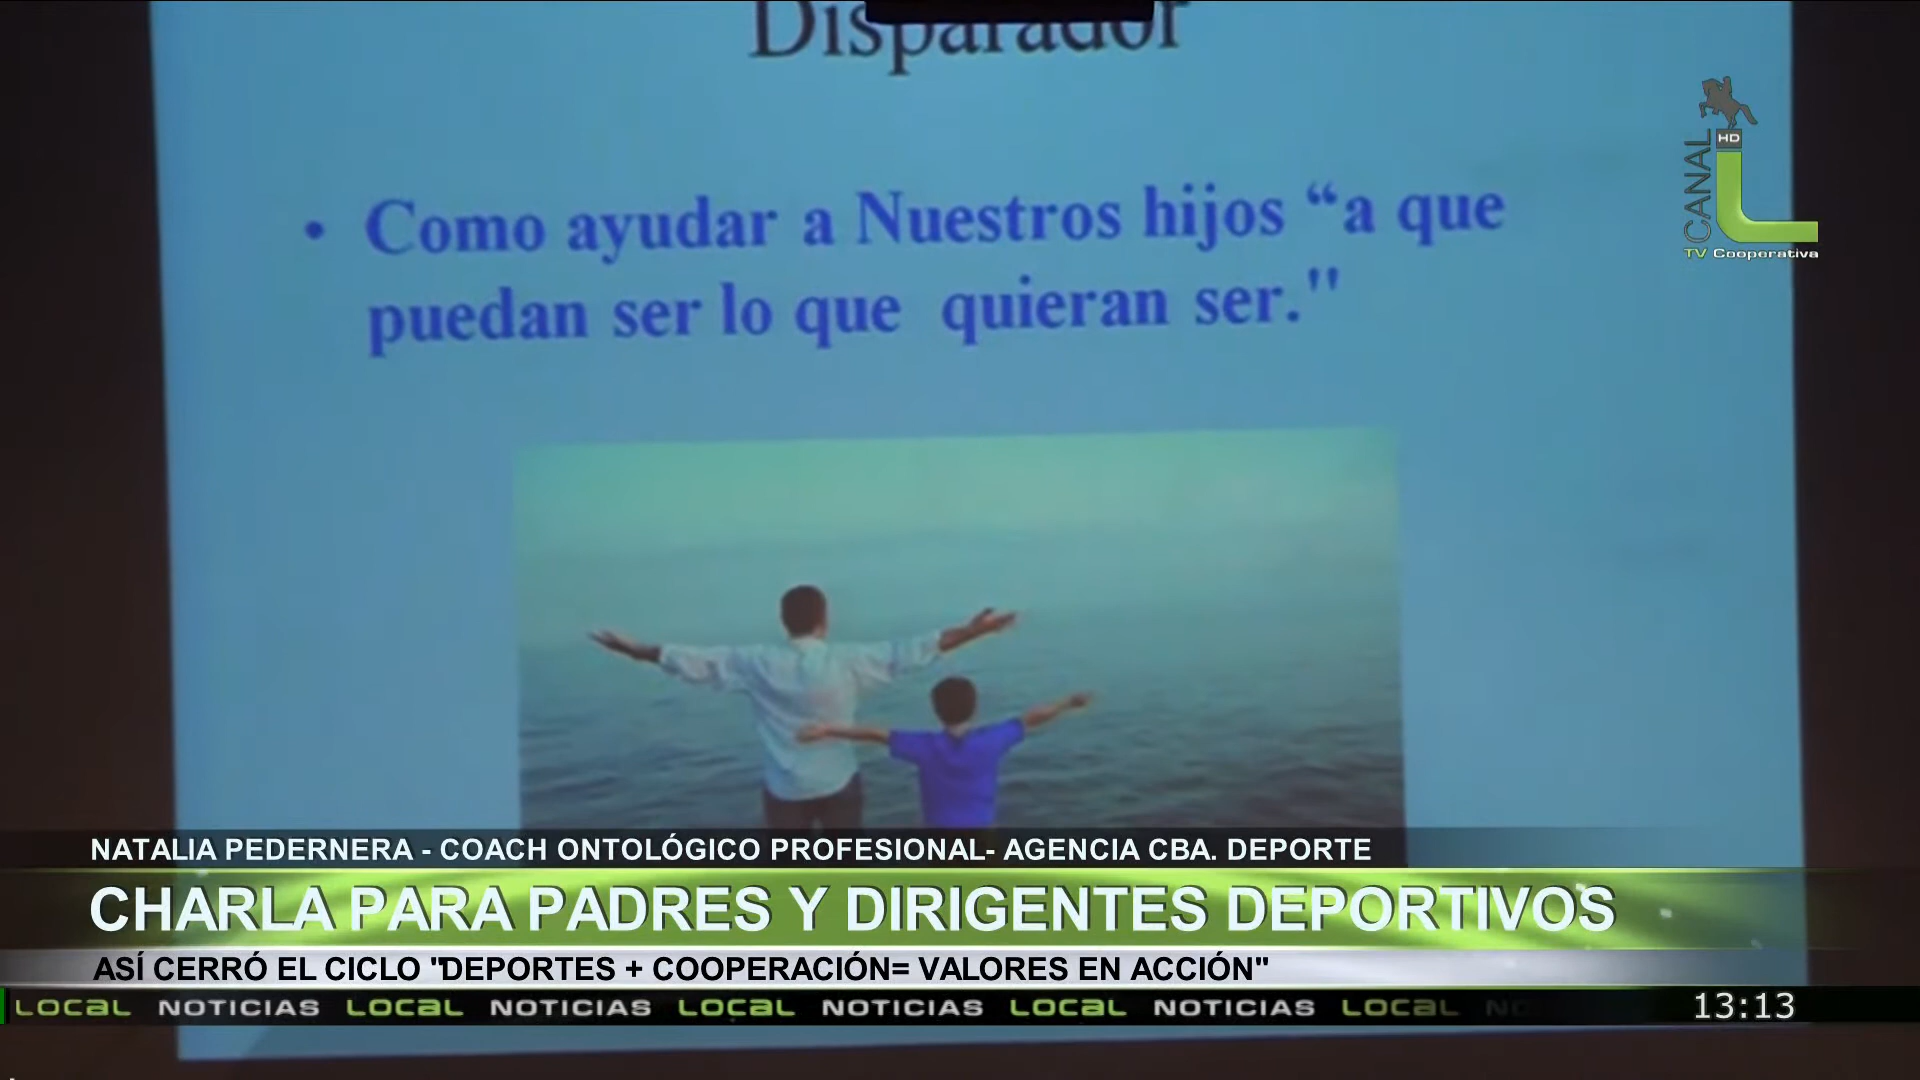 Disparador
• Como ayudar a Nuestros hijos “a que
puedan ser lo que quieran ser."
CANAL
HD
L
TV Cooperativa
NATALIA PEDERNERA - COACH ONTOLÓGICO PROFESIONAL- AGENCIA CBA. DEPORTE
CHARLA PARA PADRES Y DIRIGENTES DEPORTIVOS
ASÍ CERRÓ EL CICLO "DEPORTES + COOPERACIÓN= VALORES EN ACCIÓN"
LOCAL NOTICIAS LOCAL NOTICIAS LOCAL NOTICIAS LOCAL NOTICIAS LOCAL NO
13:13